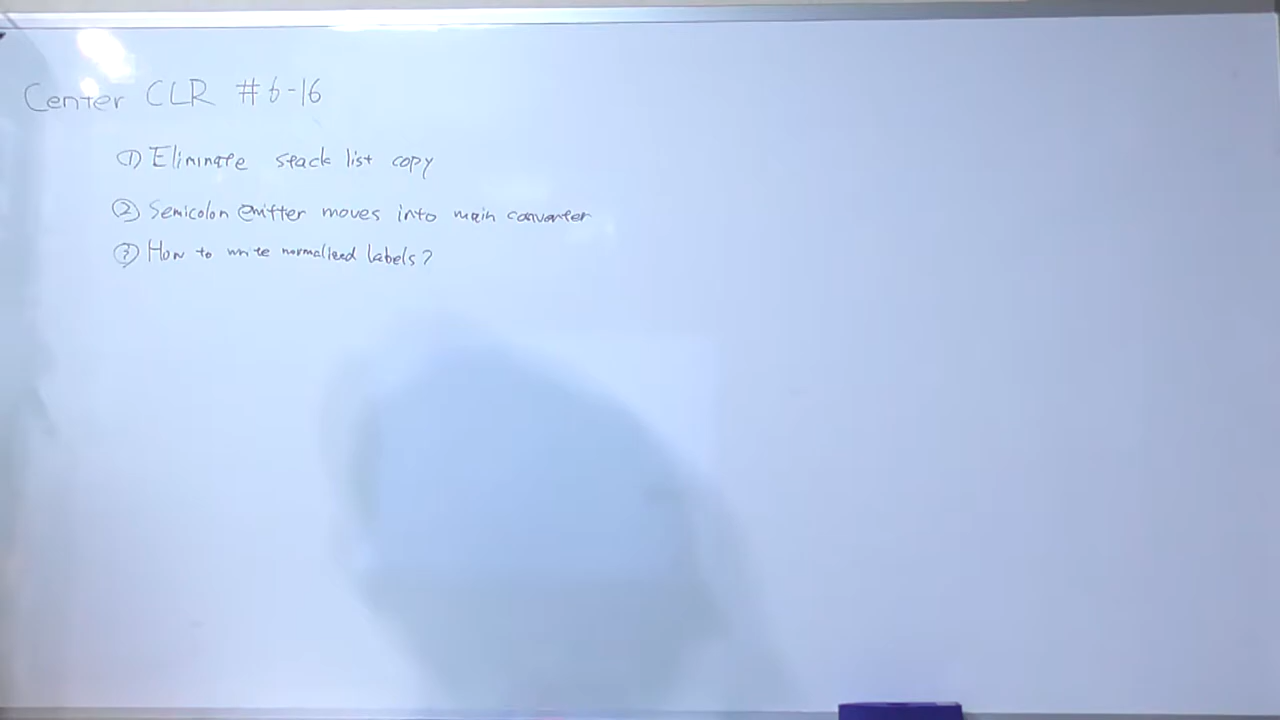 Center CLR #6-16
① Eliminate stack list copy
② Semicolon emitter moves into main converter
③ How to write normalized labels?